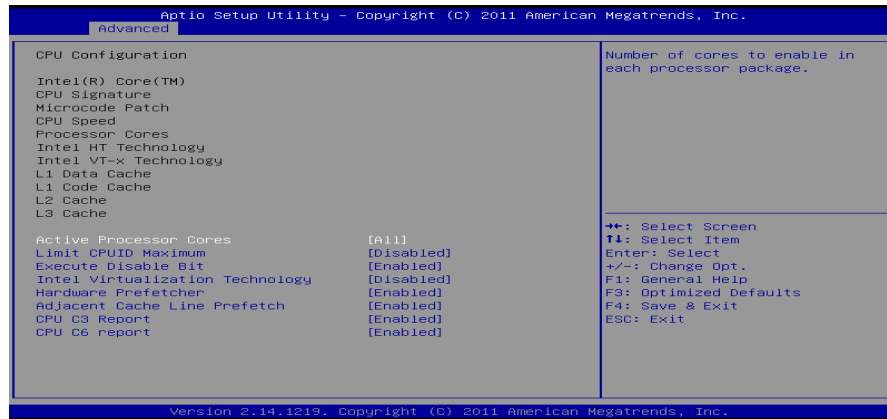 Aptio Setup Utility – Copyright (C) 2011 American Megatrends, Inc.
Advanced
CPU Configuration
Intel(R) Core(TM)
CPU Signature
Microcode Patch
CPU Speed
Processor Cores
Intel HT Technology
Intel VT-x Technology
L1 Data Cache
L1 Code Cache
L2 Cache
L3 Cache
Active Processor Cores [All]
Limit CPUID Maximum [Disabled]
Execute Disable Bit [Enabled]
Intel Virtualization Technology [Disabled]
Hardware Prefetcher [Enabled]
Adjacent Cache Line Prefetch [Enabled]
CPU C3 Report [Enabled]
CPU C6 report [Enabled]
Number of cores to enable in
each processor package.
→←: Select Screen
↑↓: Select Item
Enter: Select
+/-: Change Opt.
F1: General Help
F3: Optimized Defaults
F4: Save & Exit
ESC: Exit
Version 2.14.1219. Copyright (C) 2011 American Megatrends, Inc.